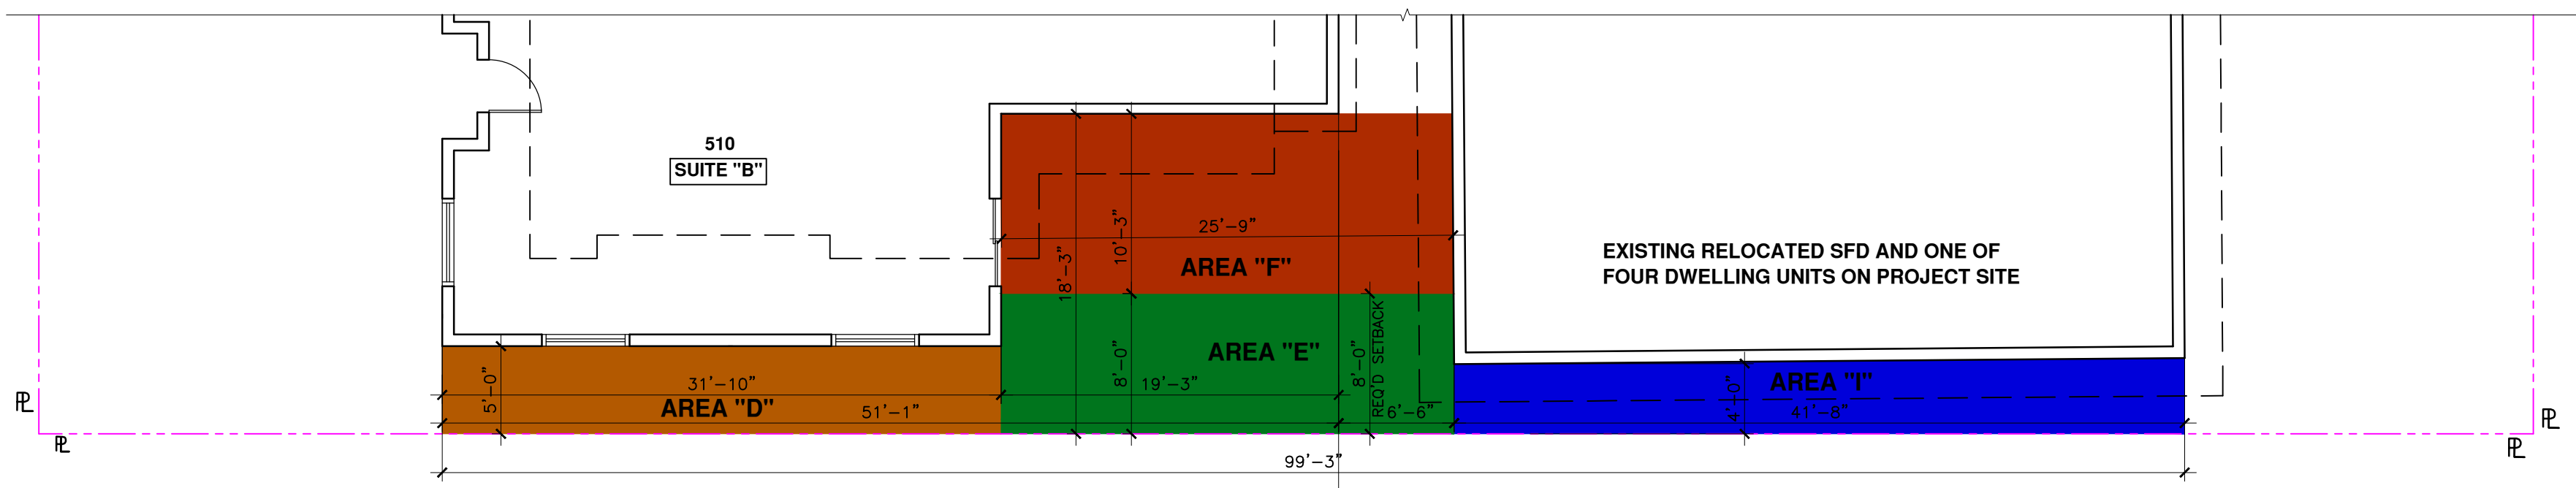 510
SUITE "B"
25'-9"
10'-3"
18'-3"
AREA "F"
EXISTING RELOCATED SFD AND ONE OF
FOUR DWELLING UNITS ON PROJECT SITE
AREA "E"
8'-0"
8'-0"
REQ'D SETBACK
19'-3"
6'-6"
31'-10"
5'-0"
AREA "D"
51'-1"
AREA "I"
4'-0"
41'-8"
PL
PL
PL
PL
99'-3"